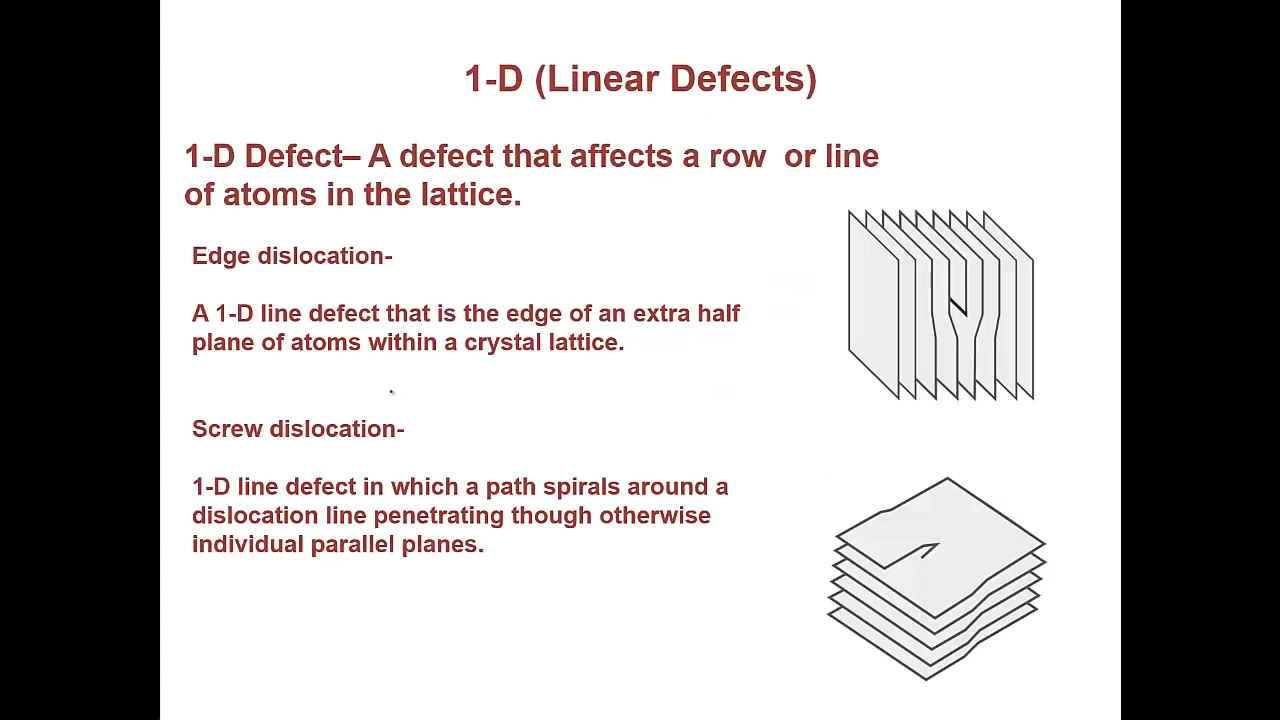 1-D (Linear Defects)
1-D Defect– A defect that affects a row  or line
of atoms in the lattice.
Edge dislocation-
A 1-D line defect that is the edge of an extra half
plane of atoms within a crystal lattice.
Screw dislocation-
1-D line defect in which a path spirals around a
dislocation line penetrating though otherwise
individual parallel planes.